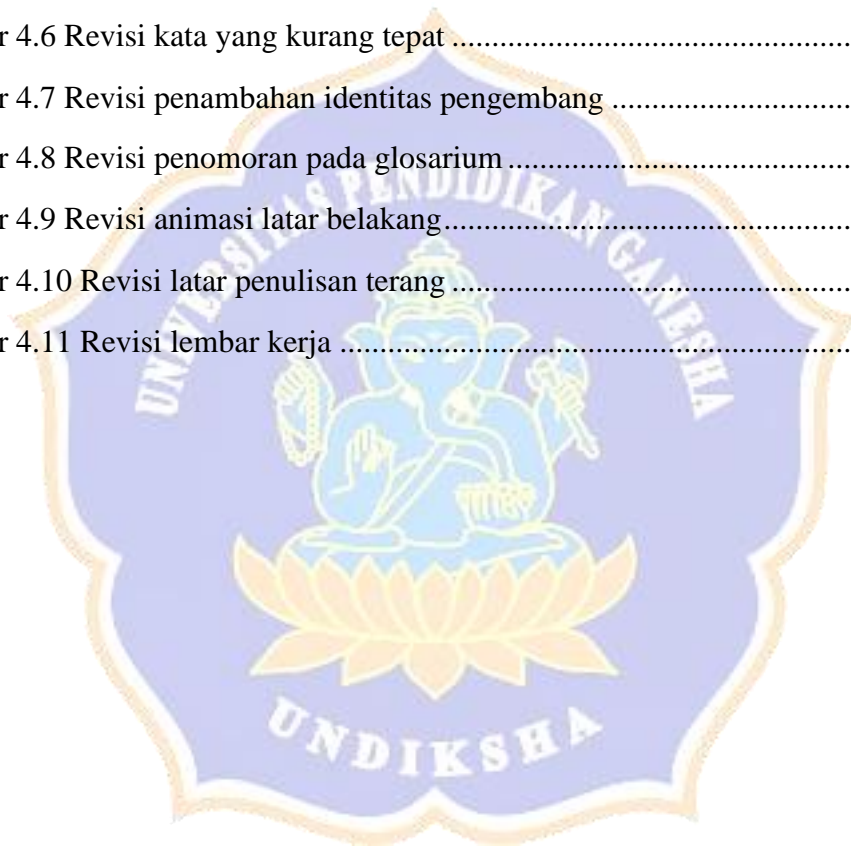 r 4.6 Revisi kata yang kurang tepat ....................................................
r 4.7 Revisi penambahan identitas pengembang ................................
r 4.8 Revisi penomoran pada glosarium .............................................
r 4.9 Revisi animasi latar belakang.....................................................
r 4.10 Revisi latar penulisan terang ....................................................
r 4.11 Revisi lembar kerja ..................................................................
UNIVERSITAS PENDIDIKAN GANESHA
UNDIKSHA